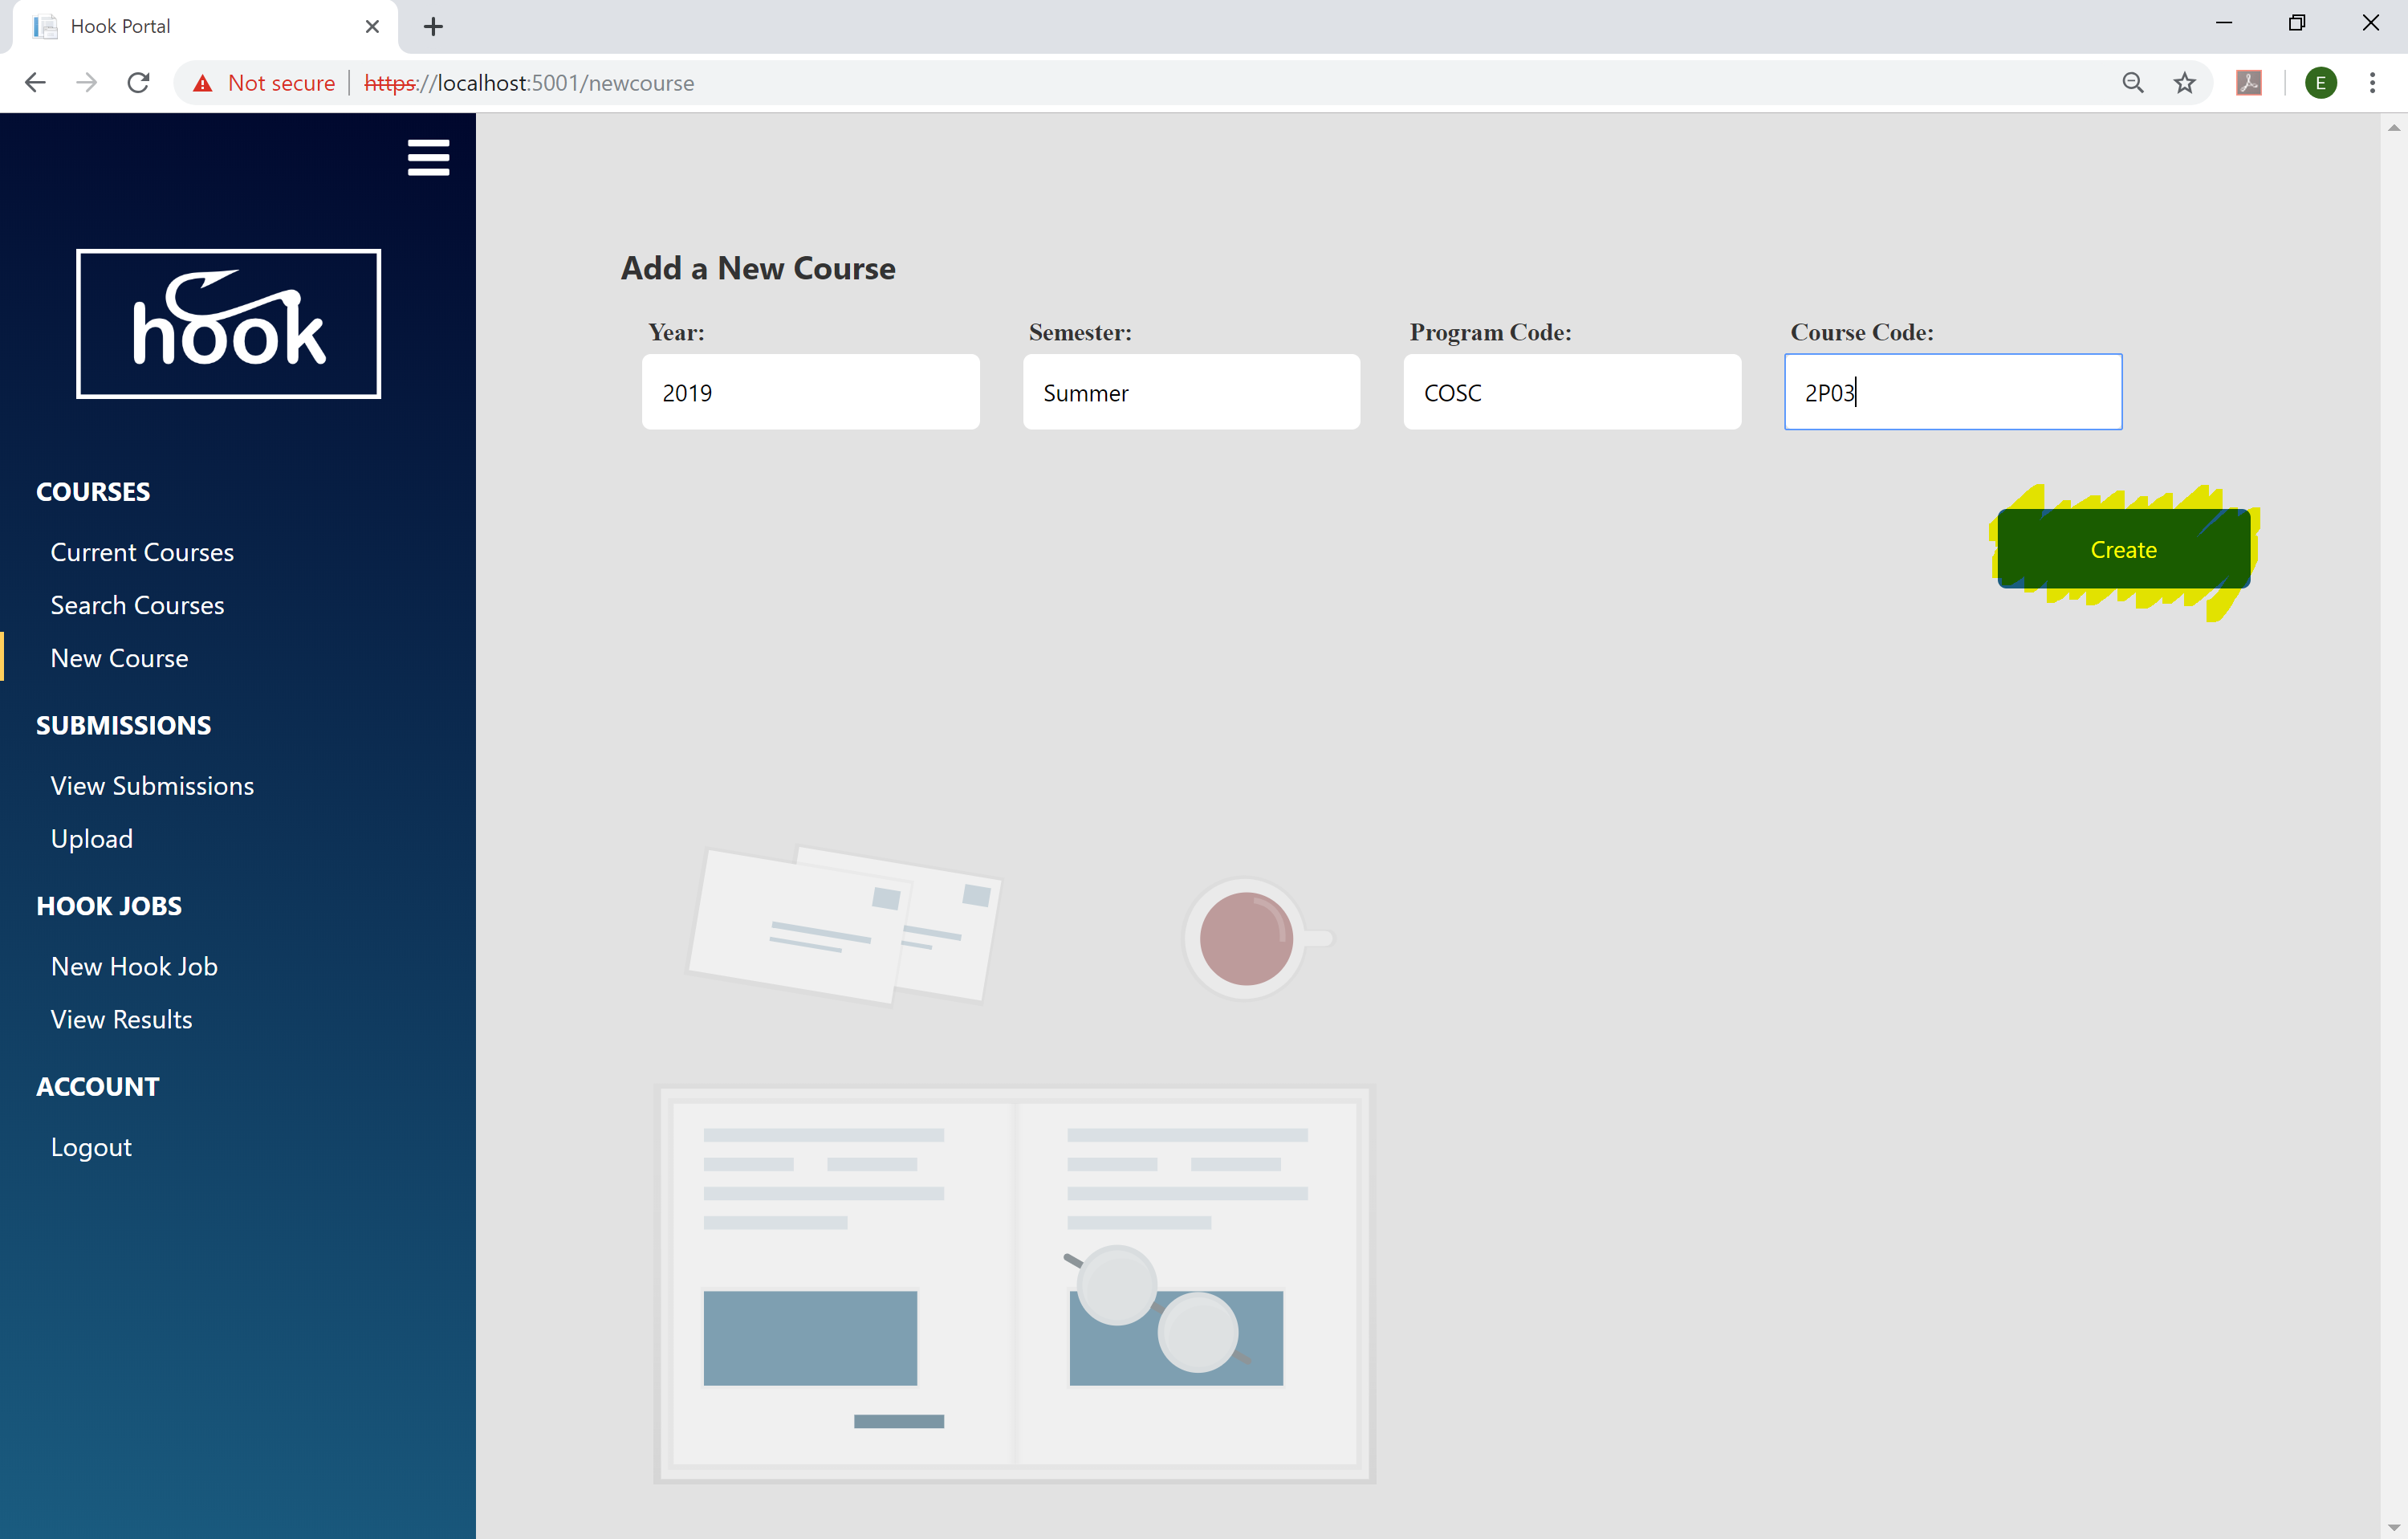 Hook Portal
Not secure | https://localhost:5001/newcourse
E
hook
COURSES
Current Courses
Search Courses
New Course
SUBMISSIONS
View Submissions
Upload
HOOK JOBS
New Hook Job
View Results
ACCOUNT
Logout
Add a New Course
Year: Semester: Program Code: Course Code:
2019 Summer COSC 2P03
Create